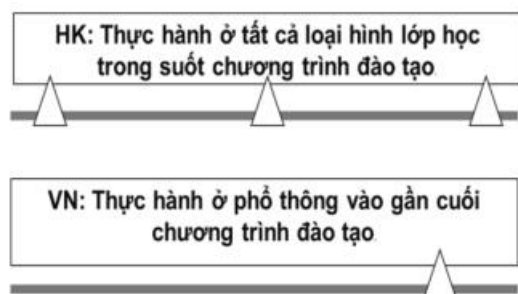 HK: Thực hành ở tất cả loại hình lớp học
trong suốt chương trình đào tạo
VN: Thực hành ở phổ thông vào gần cuối
chương trình đào tạo